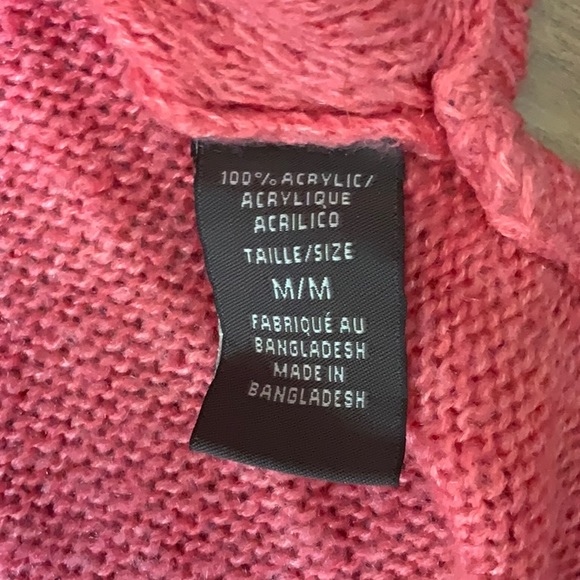 100% ACRYLIC/
ACRYLIQUE
ACRILICO
TAILLE/SIZE
M/M
FABRIQUÉ AU
BANGLADESH
MADE IN
BANGLADESH